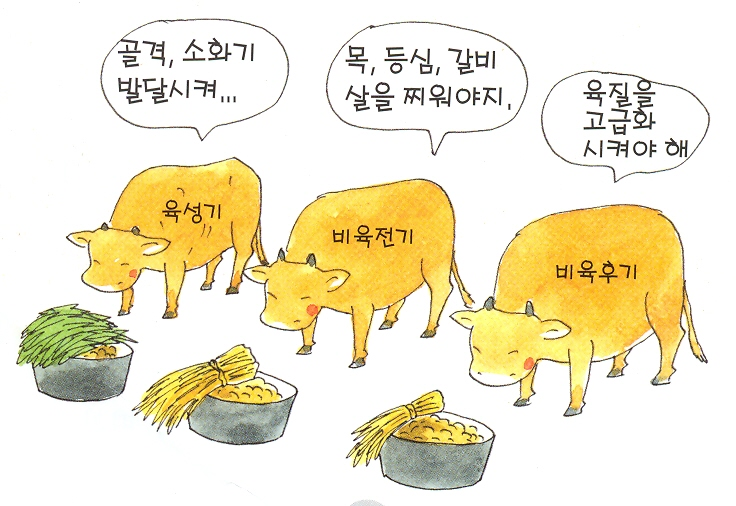 골격, 소화기
발달시켜...
목, 등심, 갈비
살을 찌워야지.
육질을
고급화
시켜야 해
육성기
비육전기
비육후기